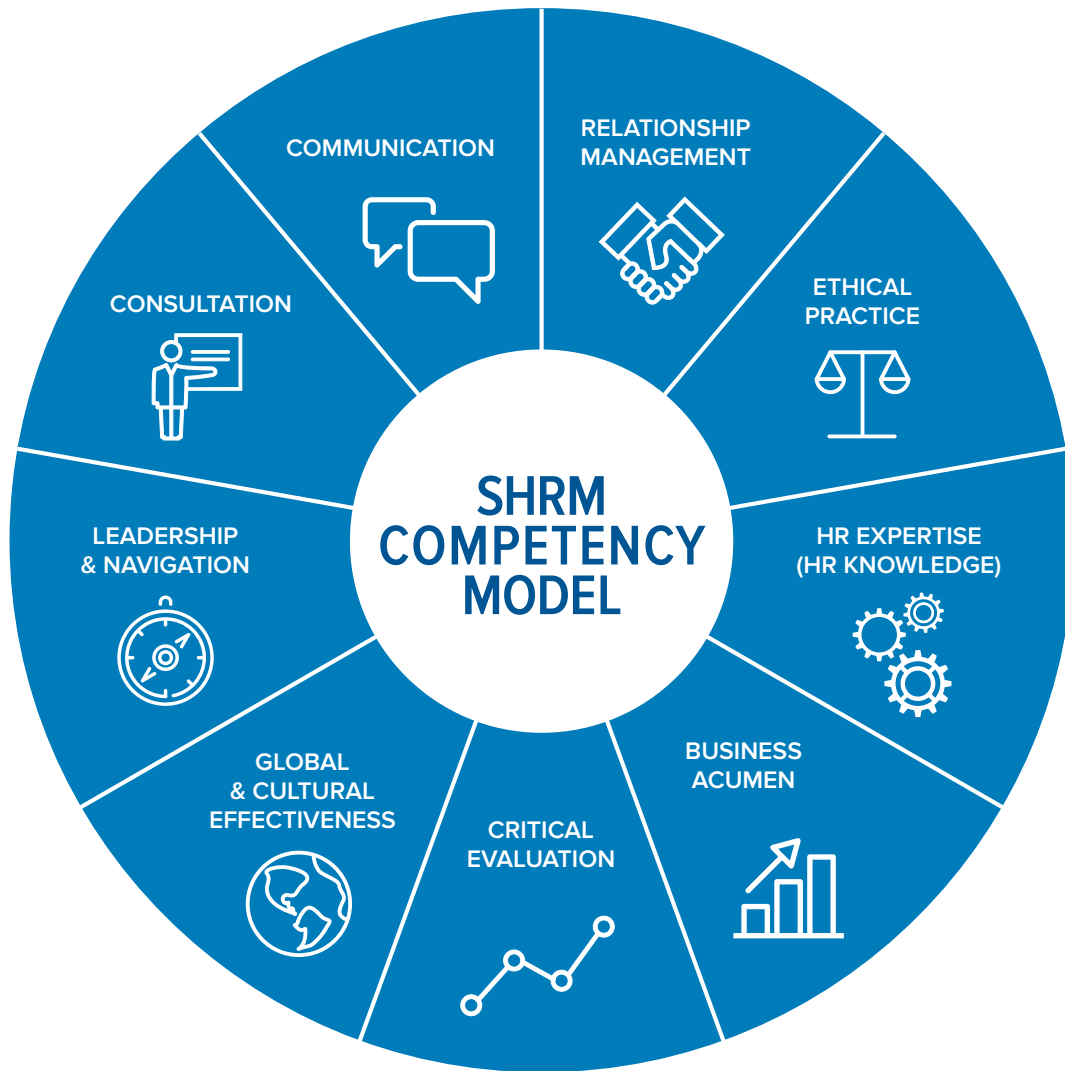 COMMUNICATION
RELATIONSHIP
MANAGEMENT
ETHICAL
PRACTICE
HR EXPERTISE
(HR KNOWLEDGE)
BUSINESS
ACUMEN
CRITICAL
EVALUATION
GLOBAL
& CULTURAL
EFFECTIVENESS
LEADERSHIP
& NAVIGATION
CONSULTATION
SHRM
COMPETENCY
MODEL